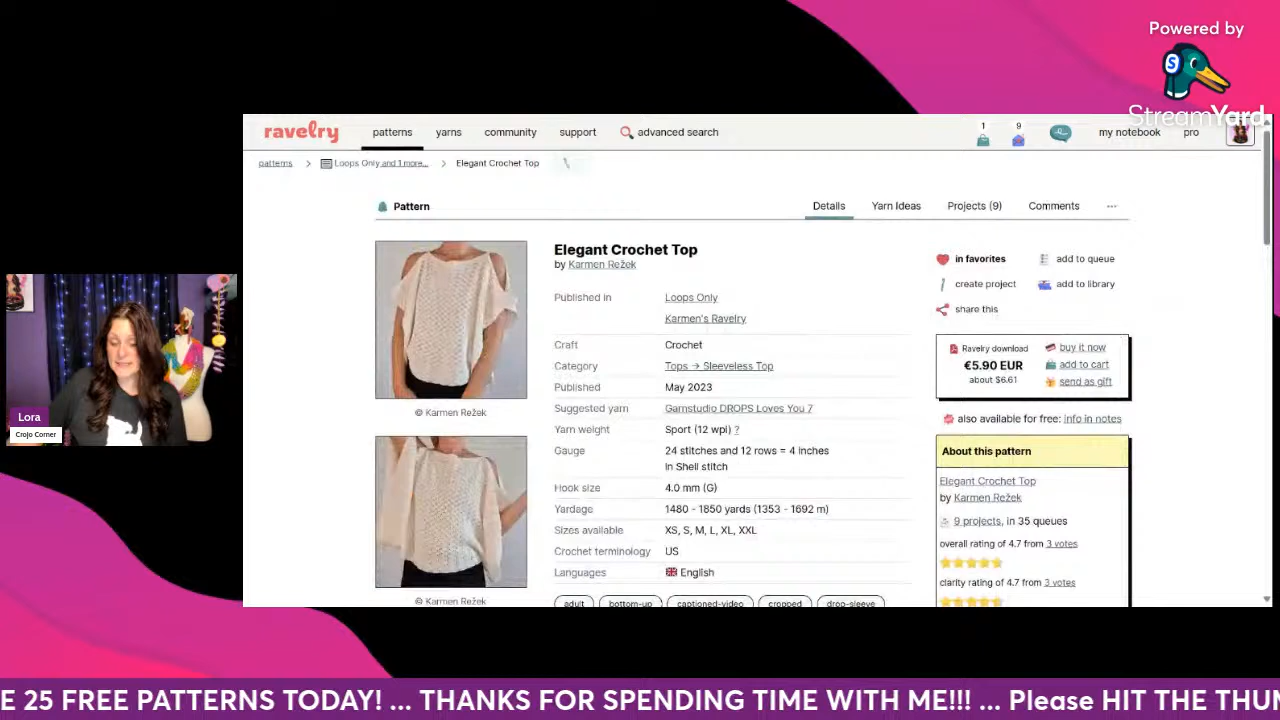 Powered by
StreamYard
ravelry
patterns
yarns
community
support
advanced search
1
9
my notebook
pro
patterns
Loops Only and 1 more...
Elegant Crochet Top
Pattern
Details
Yarn Ideas
Projects (9)
Comments
...
Elegant Crochet Top
by Karmen Režek
Published in
Loops Only
Karmen's Ravelry
Craft
Crochet
Category
Tops → Sleeveless Top
Published
May 2023
Suggested yarn
Garnstudio DROPS Loves You 7
Yarn weight
Sport (12 wpi) ?
Gauge
24 stitches and 12 rows = 4 inches
in Shell stitch
Hook size
4.0 mm (G)
Yardage
1480 - 1850 yards (1353 - 1692 m)
Sizes available
XS, S, M, L, XL, XXL
Crochet terminology
US
Languages
English
adult
bottom-up
captioned-video
cropped
drop-sleeve
© Karmen Režek
© Karmen Režek
in favorites
add to queue
create project
add to library
share this
Ravelry download
€5.90 EUR
about $6.61
buy it now
add to cart
send as gift
also available for free: info in notes
About this pattern
Elegant Crochet Top
by Karmen Režek
9 projects, in 35 queues
overall rating of 4.7 from 3 votes
clarity rating of 4.7 from 3 votes
Lora
Crojo Corner
E 25 FREE PATTERNS TODAY! ... THANKS FOR SPENDING TIME WITH ME!!! ... Please HIT THE THUM